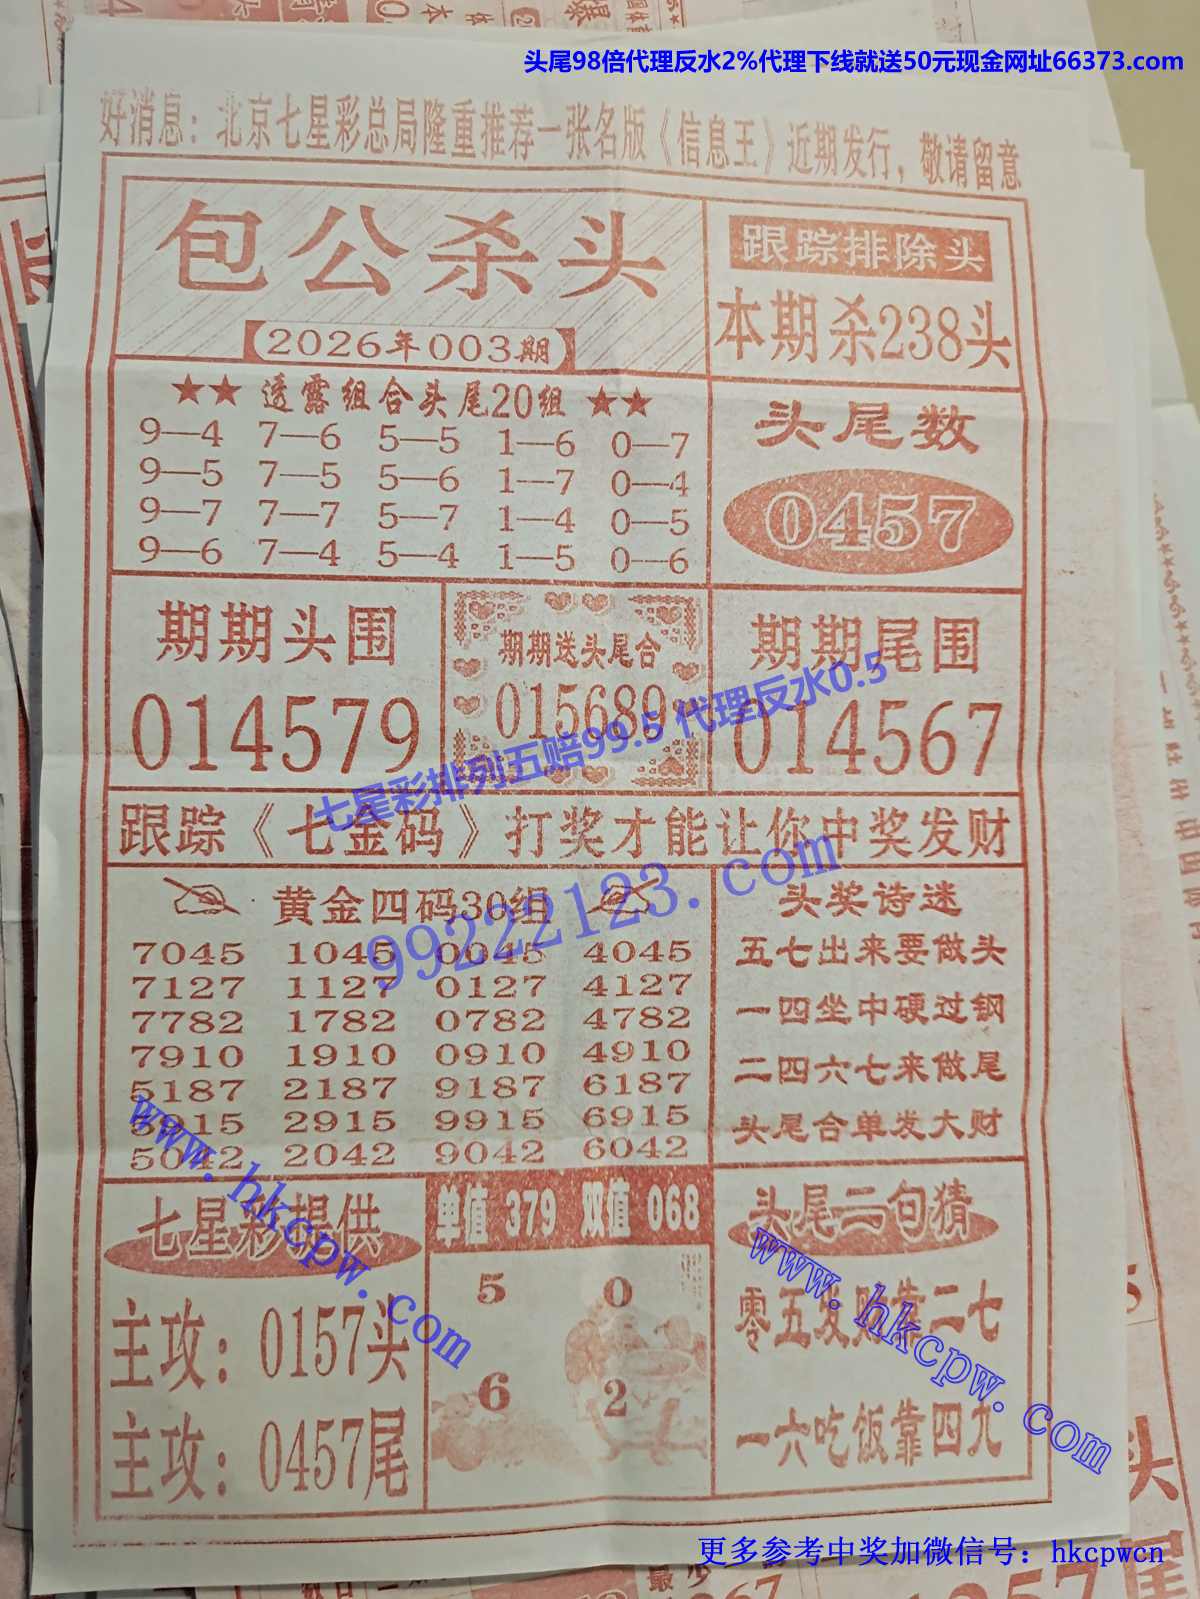 头尾98倍代理反水2%代理下线就送50元现金网址66373.com
好消息：北京七星彩总局隆重推荐一张名版《信息王》近期发行，敬请留意
包公杀头
【2026年003期】
跟踪排除头
本期杀238头
★★ 透露组合头尾20组 ★★
9—4 7—6 5—5 1—6 0—7
9—5 7—5 5—6 1—7 0—4
9—7 7—7 5—7 1—4 0—5
9—6 7—4 5—4 1—5 0—6
头尾数
0457
期期头围
014579
期期送头尾合
015689
期期尾围
014567
七星彩排列五赔99.5 代理反水0.5
跟踪《七金码》打奖才能让你中奖发财
99222123.com
黄金四码30组
7045 1045 0045 4045
7127 1127 0127 4127
7782 1782 0782 4782
7910 1910 0910 4910
5187 2187 9187 6187
5915 2915 9915 6915
5042 2042 9042 6042
头奖诗迷
五七出来要做头
一四坐中硬过钢
二四六七来做尾
头尾合单发大财
www.hkcpw.com
七星彩提供
主攻：0157头
主攻：0457尾
单值 379 双值 068
5 0
6 2
头尾二句猜
零五发财靠二七
一六吃饭靠四九
www.hkcpw.com
更多参考中奖加微信号：hkcpwcn